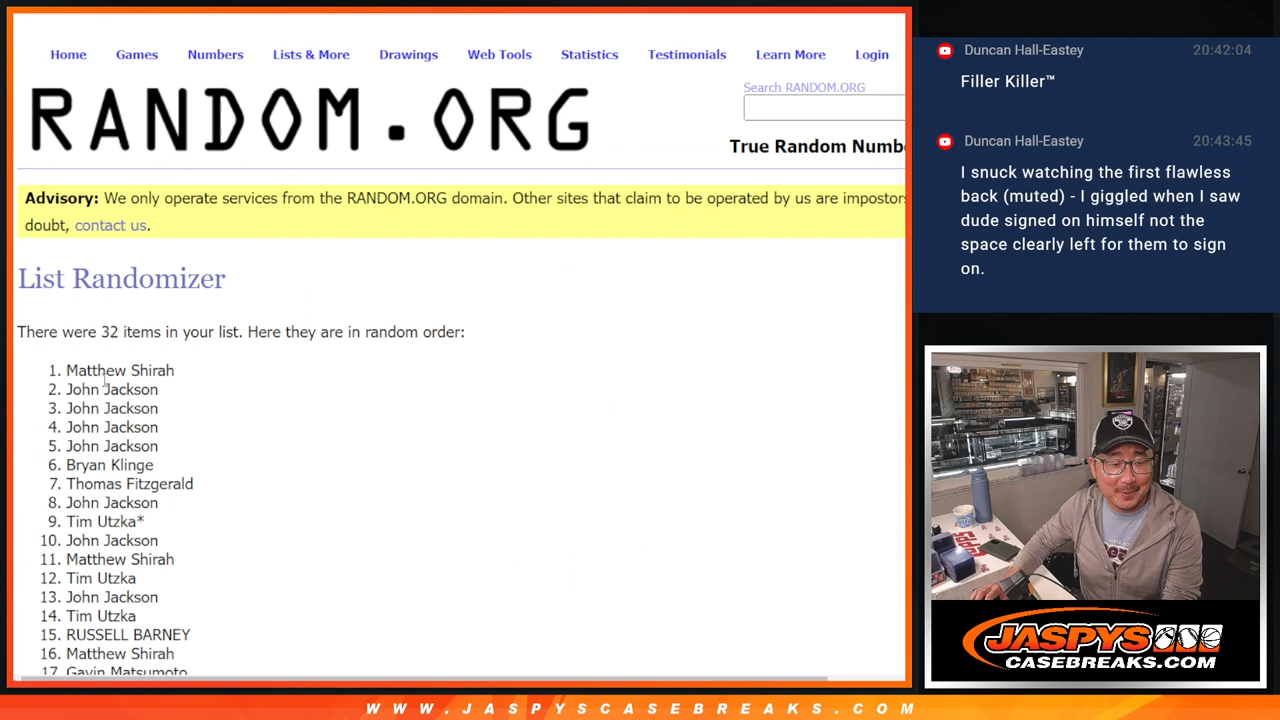 Home Games Numbers Lists & More Drawings Web Tools Statistics Testimonials Learn More Login
RANDOM.ORG
Search RANDOM.ORG
True Random Numbe
Advisory: We only operate services from the RANDOM.ORG domain. Other sites that claim to be operated by us are impostors
doubt, contact us.
List Randomizer
There were 32 items in your list. Here they are in random order:
1. Matthew Shirah
2. John Jackson
3. John Jackson
4. John Jackson
5. John Jackson
6. Bryan Klinge
7. Thomas Fitzgerald
8. John Jackson
9. Tim Utzka*
10. John Jackson
11. Matthew Shirah
12. Tim Utzka
13. John Jackson
14. Tim Utzka
15. RUSSELL BARNEY
16. Matthew Shirah
17. Gavin Matsumoto
Duncan Hall-Eastey 20:42:04
Filler Killer™
Duncan Hall-Eastey 20:43:45
I snuck watching the first flawless
back (muted) - I giggled when I saw
dude signed on himself not the
space clearly left for them to sign
on.
JASPYS
CASEBREAKS.COM
WWW.JASPYSCASEBREAKS.COM